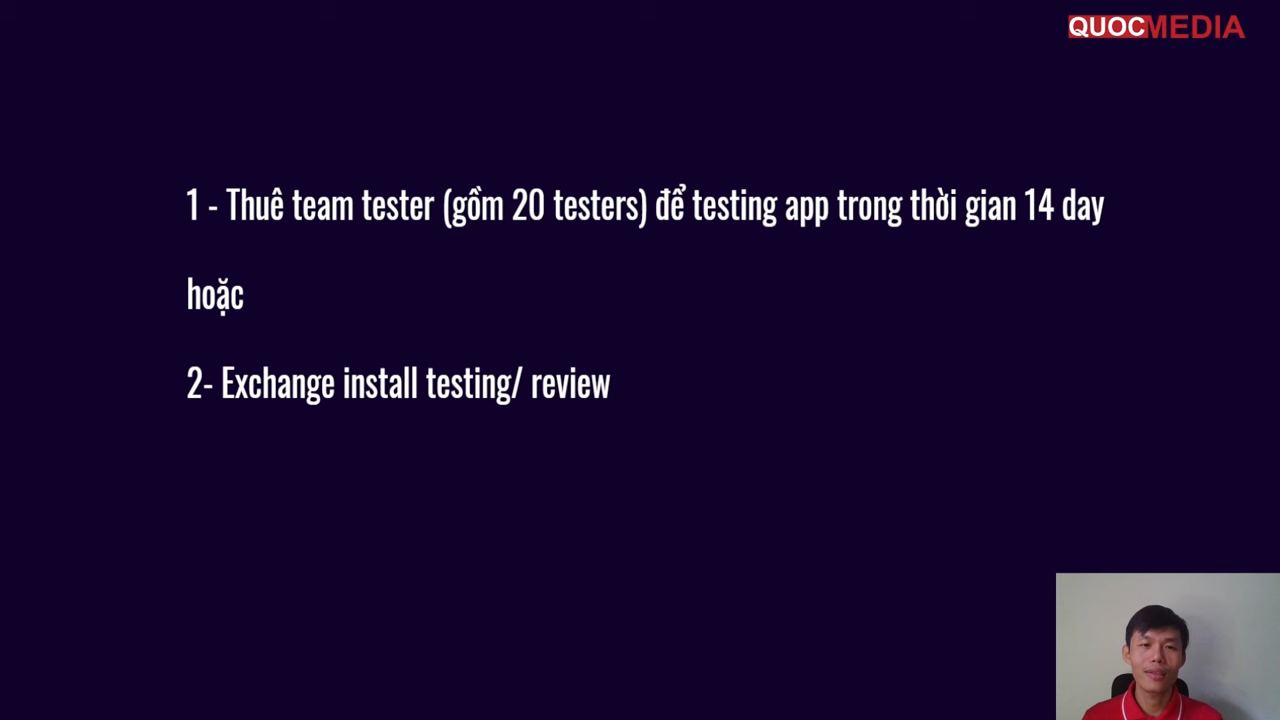 QUOCMEDIA
1 - Thuê team tester (gồm 20 testers) để testing app trong thời gian 14 day
hoặc
2- Exchange install testing/ review